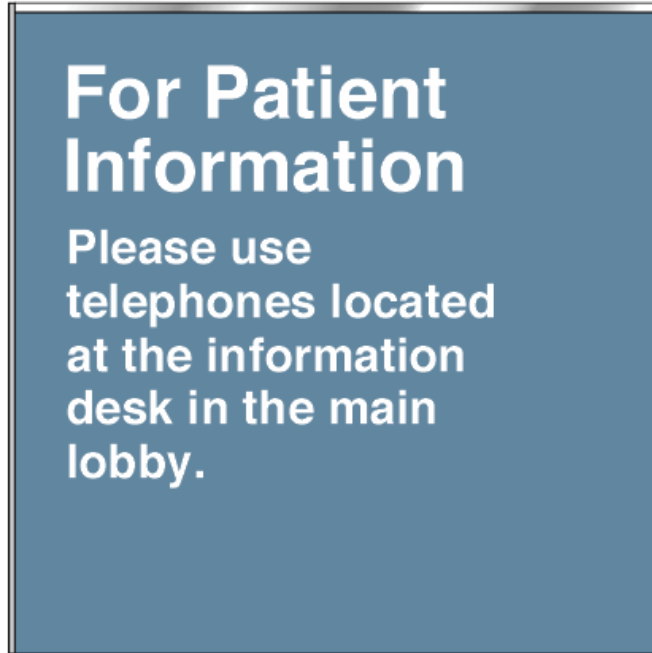 For Patient
Information
Please use
telephones located
at the information
desk in the main
lobby.